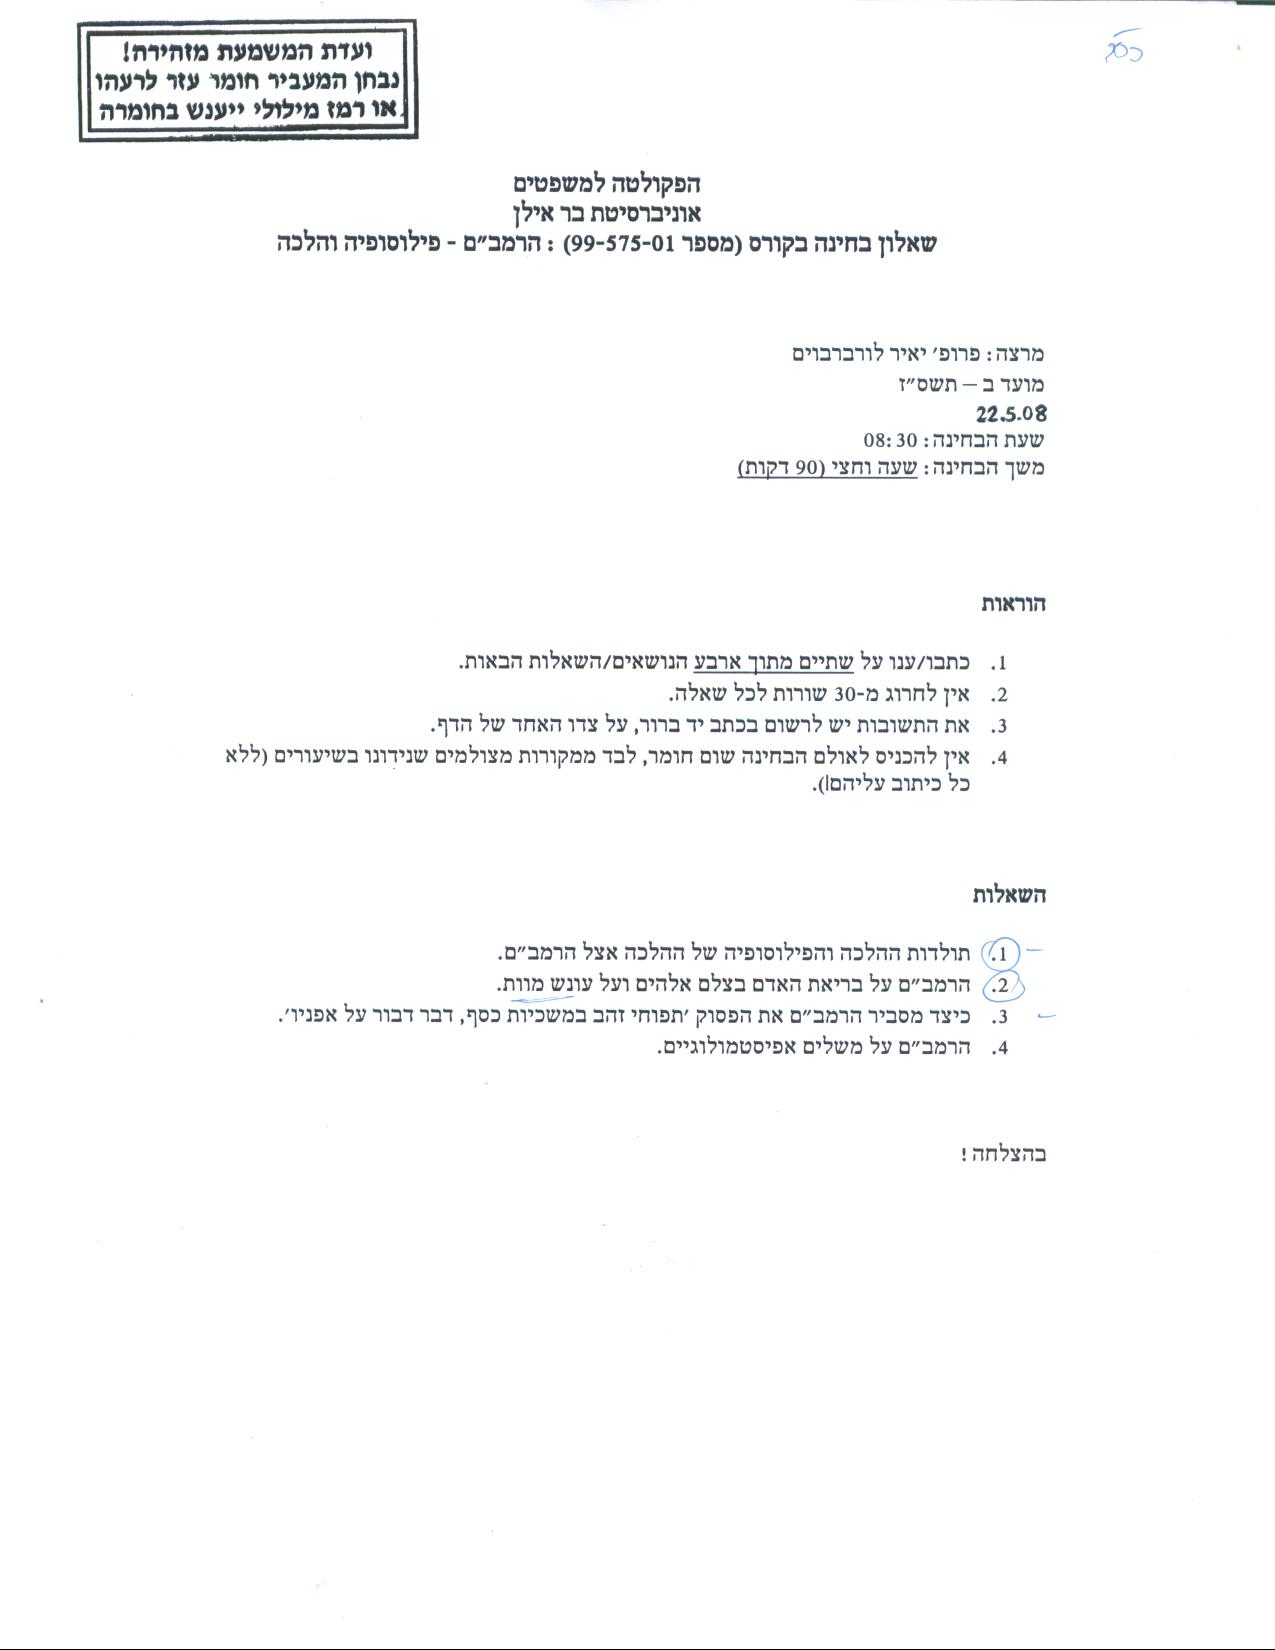 ועדת המשמעת מזהירה!
נבחן המעביר חומר עזר לרעהו
או רמז מילולי ייענש בחומרה.
הפקולטה למשפטים
אוניברסיטת בר אילן
שאלון בחינה בקורס (מספר 99-575-01) : הרמב"ם - פילוסופיה והלכה
מרצה: פרופ' יאיר לורברבוים
מועד ב – תשס"ז
22.5.08
שעת הבחינה: 08:30
משך הבחינה: שעה וחצי (90 דקות)
הוראות
1. כתבו/ענו על שתיים מתוך ארבע הנושאים/השאלות הבאות.
2. אין לחרוג מ-30 שורות לכל שאלה.
3. את התשובות יש לרשום בכתב יד ברור, על צדו האחד של הדף.
4. אין להכניס לאולם הבחינה שום חומר, לבד ממקורות מצולמים שנידונו בשיעורים (ללא
כל כיתוב עליהם).
השאלות
1. תולדות ההלכה והפילוסופיה של ההלכה אצל הרמב"ם.
2. הרמב"ם על בריאת האדם בצלם אלהים ועל עונש מוות.
3. כיצד מסביר הרמב"ם את הפסוק 'תפוחי זהב במשכיות כסף, דבר דבור על אפניו'.
4. הרמב"ם על משלים אפיסטמולוגיים.
בהצלחה!